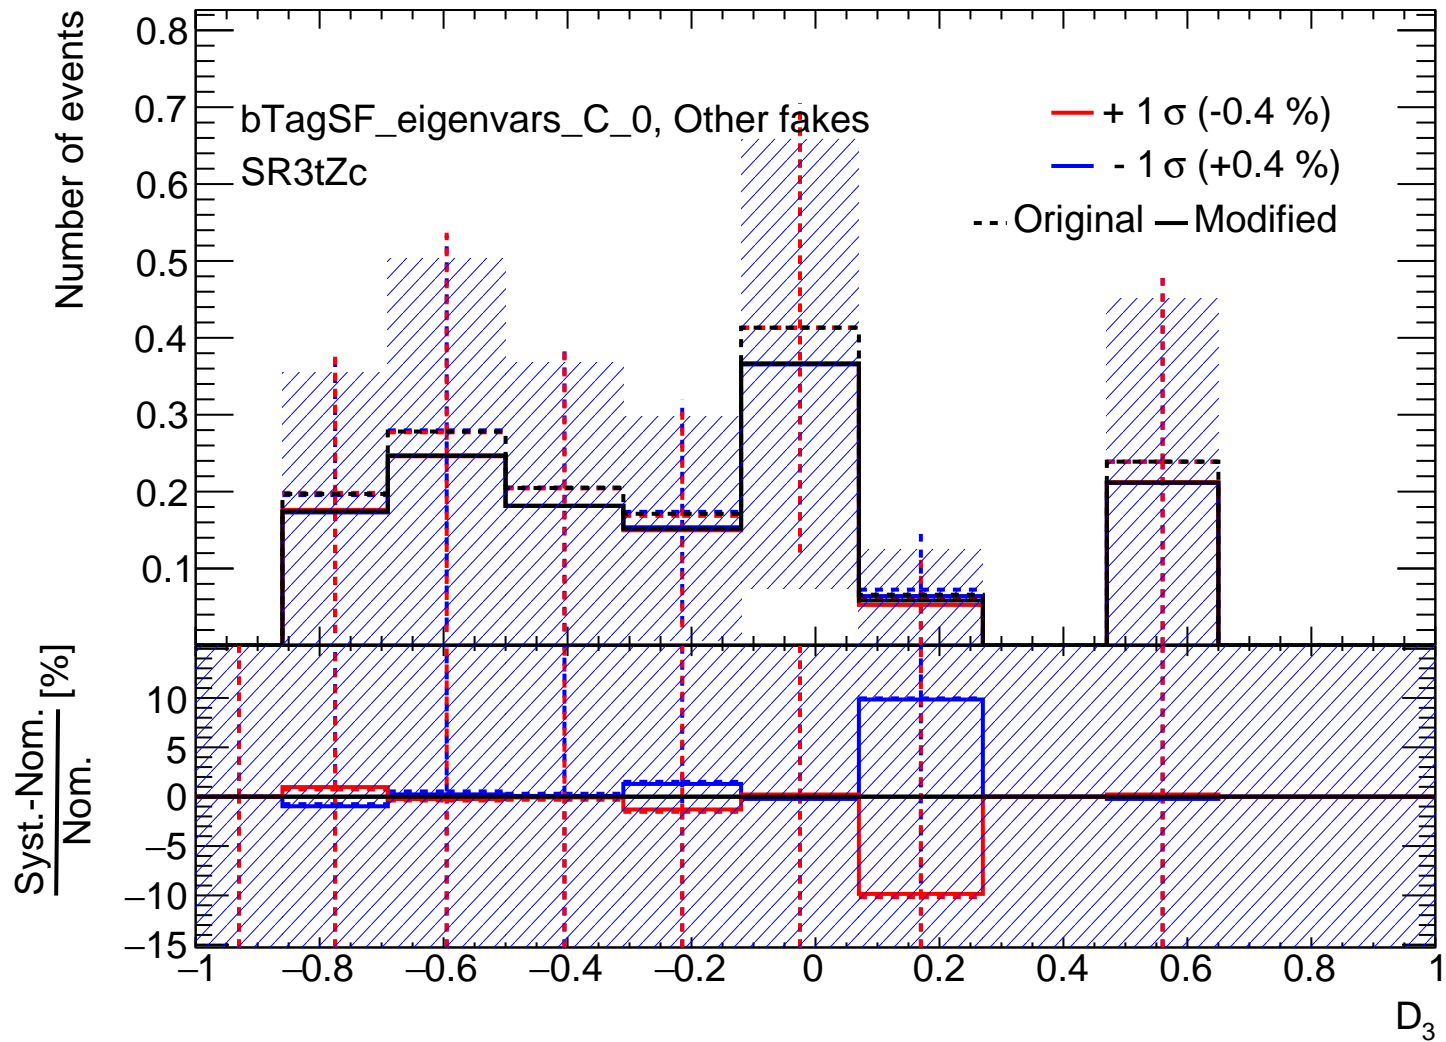 Number of events
0.8
0.7
0.6
0.5
0.4
0.3
0.2
0.1
bTagSF_eigenvars_C_0, Other fakes
SR3tZc
+ 1 σ (-0.4 %)
- 1 σ (+0.4 %)
Original
Modified
Syst.-Nom.
Nom.
[%]
10
5
0
−5
−10
−15
−1 −0.8 −0.6 −0.4 −0.2 0 0.2 0.4 0.6 0.8 1
D3